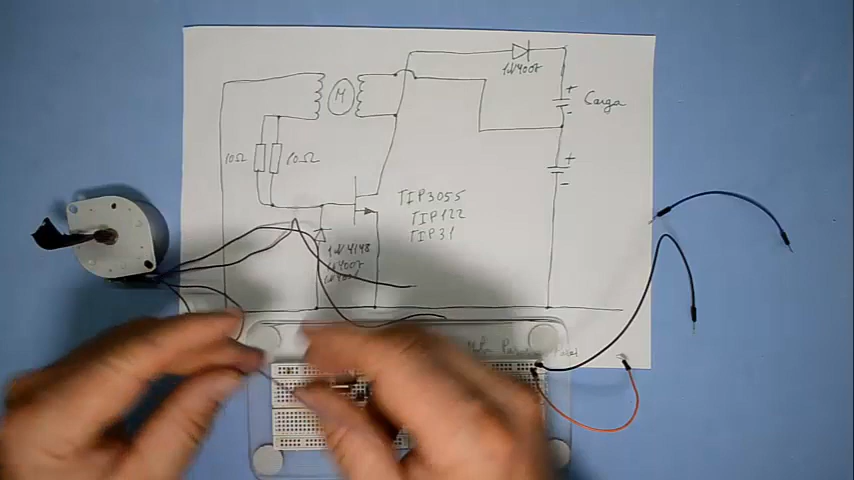 1N4007
M
+
Carga
-
10Ω
10Ω
+
-
TIP3055
TIP122
TIP31
1N4148
1N4007